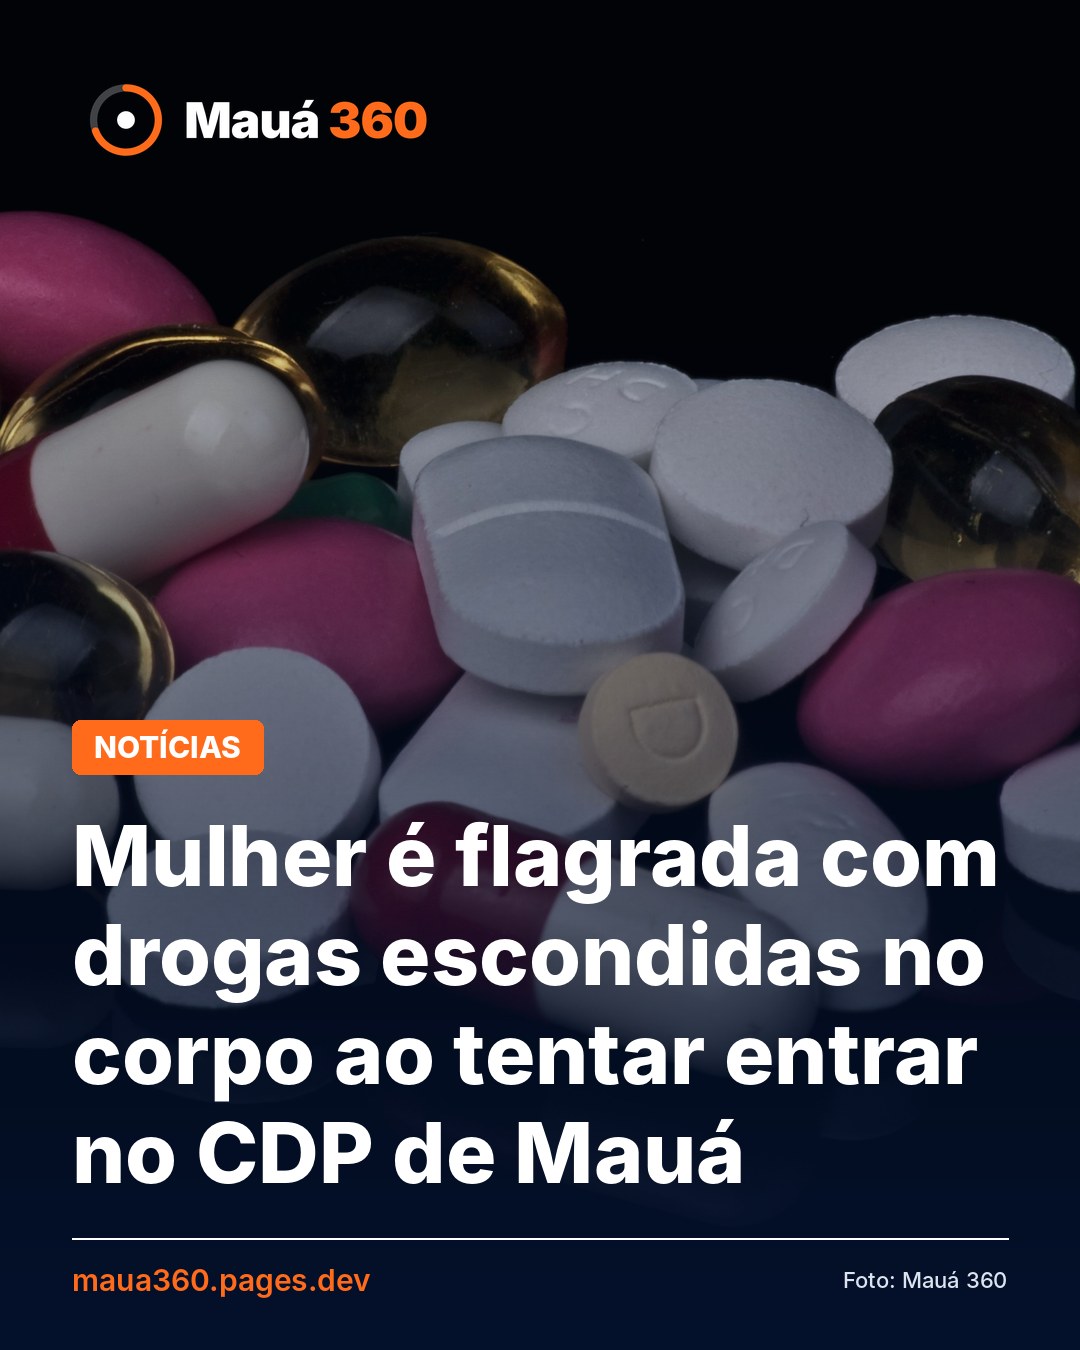 Mauá 360
NOTÍCIAS
Mulher é flagrada com
drogas escondidas no
corpo ao tentar entrar
no CDP de Mauá
maua360.pages.dev
Foto: Mauá 360